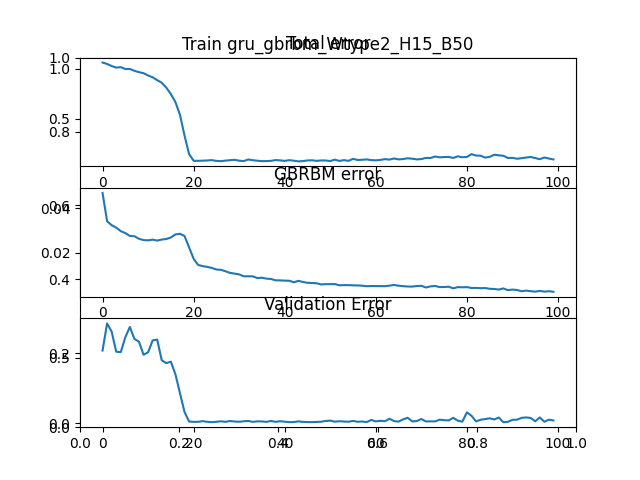 Train gru_gbrbm_Wtype2_H15_B50
Total error
1.0
1.0
0.5
0.8
0 20 40 60 80 100
GBRBM error
0.6
0.04
0.02
0.4
0 20 40 60 80 100
Validation Error
0.2
0.5
0.0
0.0
0 20 40 60 80 100
0.0 0.2 0.4 0.6 0.8 1.0